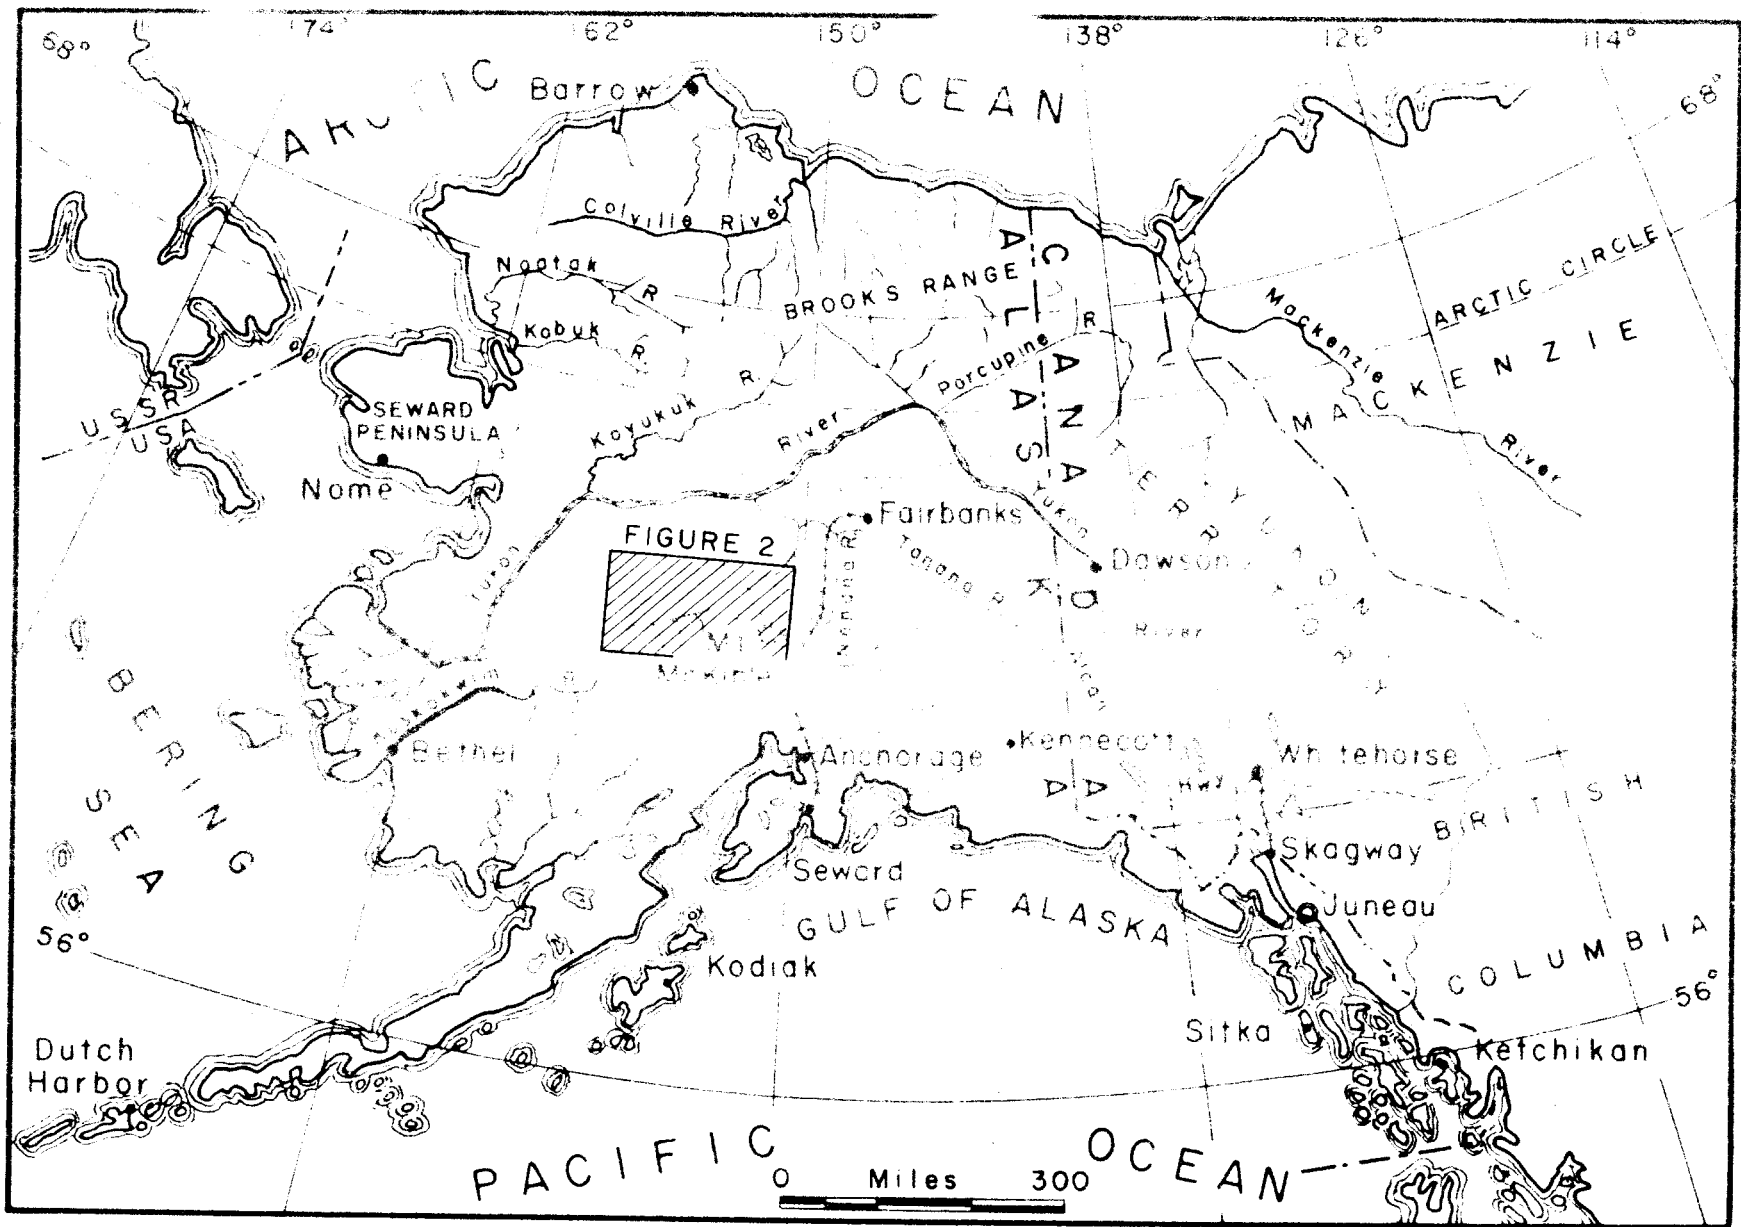 68° 174° 162° 150° 138° 126° 114°
OCEAN
Barrow
68°
Colville River
Noatak R
BROOKS RANGE
Kobuk R.
Porcupine R
Mackenzie River
ARCTIC CIRCLE
MACKENZIE
USSR
USA
SEWARD
PENINSULA
Nome
Koyukuk R.
River
ALASKA
CANADA
Yukon
YUKON
TERRITORY
Fairbanks
FIGURE 2
Tanana R
Nenana R
Yukon
Dawson
River
BERING
SEA
Bethel
Anchorage
Kennecott
Hwy
Whitehorse
BRITISH
COLUMBIA
Seward
Skagway
GULF OF ALASKA
Juneau
56°
Kodiak
56°
Sitka
Ketchikan
Dutch
Harbor
PACIFIC OCEAN
0 Miles 300